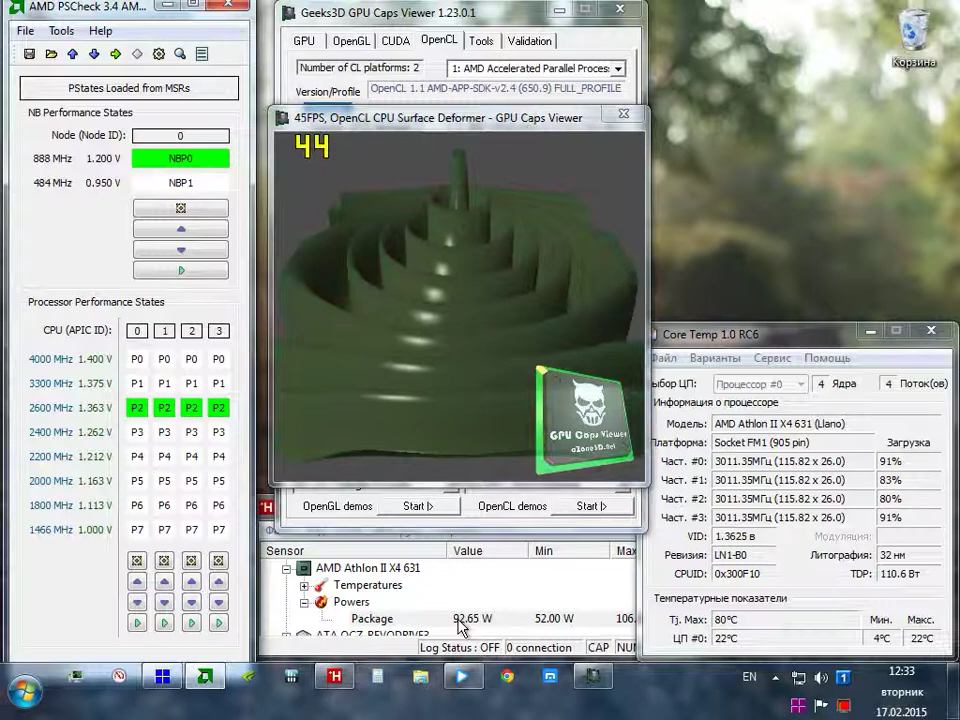 AMD PSCheck 3.4 AM...
File Tools Help
PStates Loaded from MSRs
NB Performance States
Node (Node ID): 0
888 MHz 1.200 V NBP0
484 MHz 0.950 V NBP1
Processor Performance States
CPU (APIC ID) 0 1 2 3
4000 MHz 1.400 V P0 P0 P0 P0
3300 MHz 1.375 V P1 P1 P1 P1
2600 MHz 1.363 V P2 P2 P2 P2
2400 MHz 1.262 V P3 P3 P3 P3
2200 MHz 1.212 V P4 P4 P4 P4
2000 MHz 1.163 V P5 P5 P5 P5
1800 MHz 1.113 V P6 P6 P6 P6
1466 MHz 1.000 V P7 P7 P7 P7
Geeks3D GPU Caps Viewer 1.23.0.1
GPU OpenGL CUDA OpenCL Tools Validation
Number of CL platforms: 2 1: AMD Accelerated Parallel Proces:
Version/Profile OpenCL 1.1 AMD-APP-SDK-v2.4 (650.9) FULL_PROFILE
45FPS, OpenCL CPU Surface Deformer - GPU Caps Viewer
44
GPU Caps Viewer
oZone3D.Net
OpenGL demos Start OpenCL demos Start
Sensor Value Min Max
AMD Athlon II X4 631
Temperatures
Powers
Package 92.65 W 52.00 W 106.
ATA OCZ-REVODRIVE3
Log Status : OFF 0 connection CAP NUM
Корзина
Core Temp 1.0 RC6
Файл Варианты Сервис Помощь
Выбор ЦП: Процессор #0 4 Ядра 4 Поток(ов)
Информация о процессоре
Модель: AMD Athlon II X4 631 (Llano)
Платформа: Socket FM1 (905 pin) Загрузка
Част. #0: 3011.35МГц (115.82 x 26.0) 91%
Част. #1: 3011.35МГц (115.82 x 26.0) 83%
Част. #2: 3011.35МГц (115.82 x 26.0) 80%
Част. #3: 3011.35МГц (115.82 x 26.0) 91%
VID: 1.3625 в Модуляция:
Ревизия: LN1-B0 Литография: 32 нм
CPUID: 0x300F10 TDP: 110.6 Вт
Температурные показатели
Tj. Max: 80°C Мин. Макс.
ЦП #0: 22°C 4°C 22°C
EN
12:33
вторник
17.02.2015